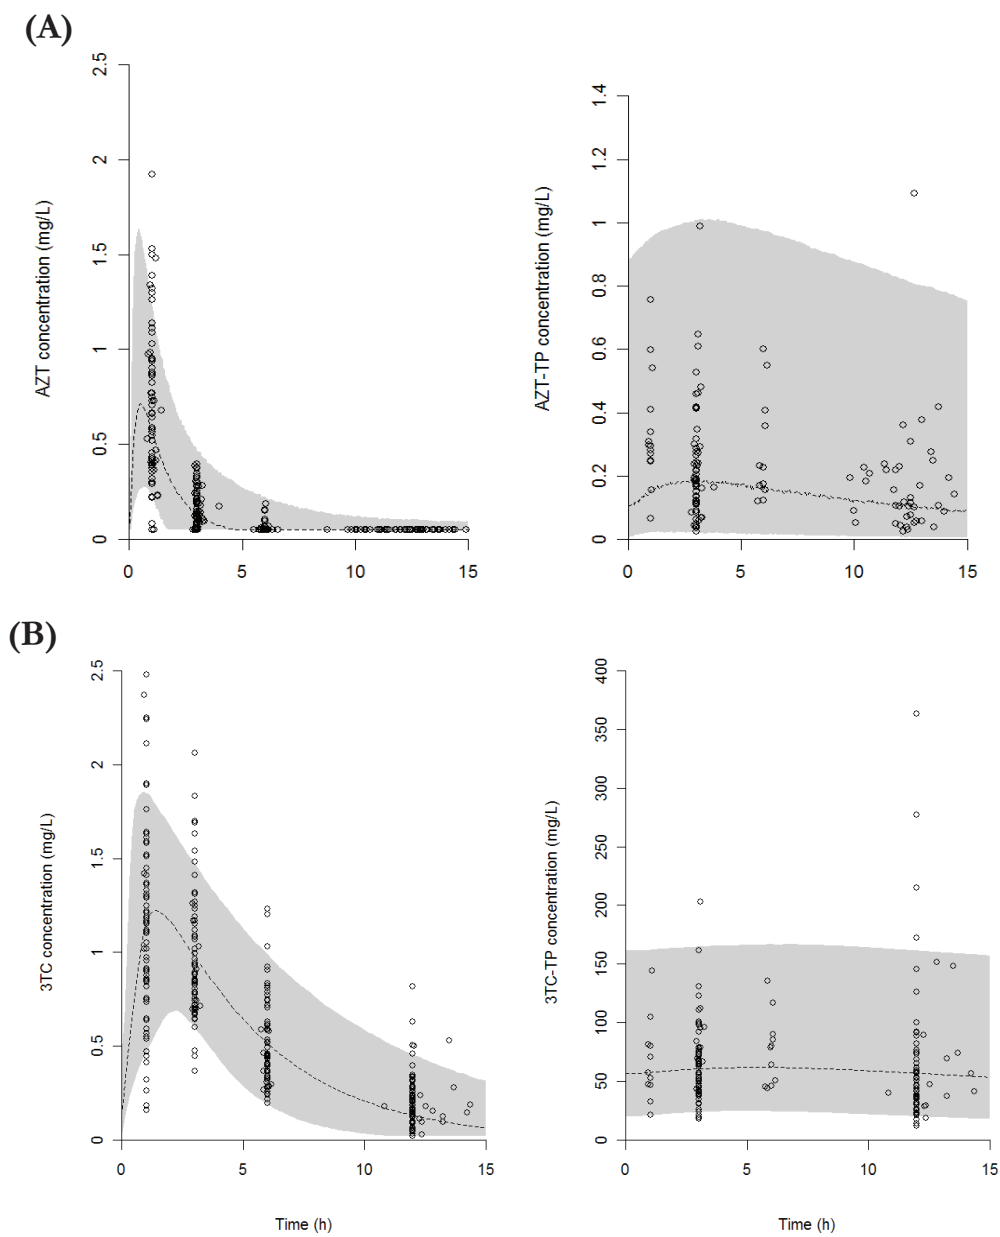 (A)
AZT concentration (mg/L)
2.5
2
1.5
1
0.5
0
0 5 10 15
AZT-TP concentration (mg/L)
1.4
1.2
1
0.8
0.6
0.4
0.2
0
0 5 10 15
(B)
3TC concentration (mg/L)
2.5
2
1.5
1
0.5
0
0 5 10 15
Time (h)
3TC-TP concentration (mg/L)
400
350
300
250
200
150
100
50
0
0 5 10 15
Time (h)